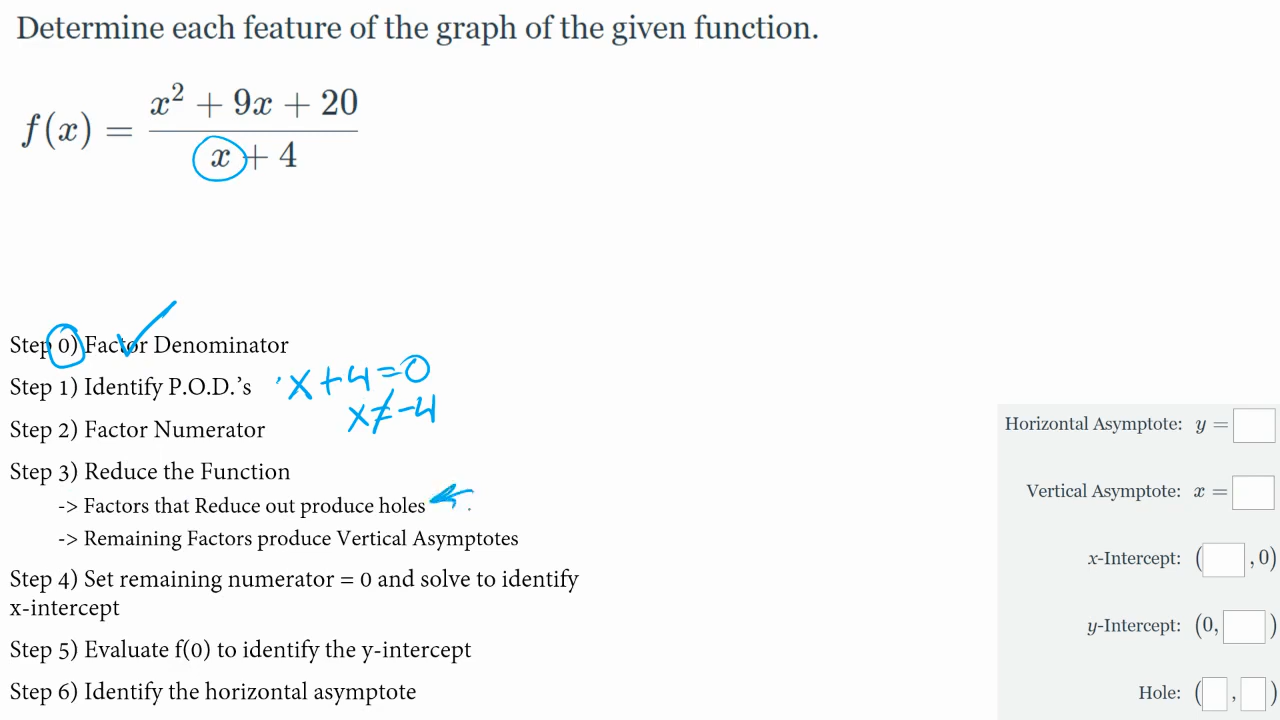 Determine each feature of the graph of the given function.
f(x) = (x² + 9x + 20)/(x + 4)
Step 0) Factor Denominator
Step 1) Identify P.O.D.'s x + 4 = 0
x ≠ -4
Step 2) Factor Numerator
Step 3) Reduce the Function
-> Factors that Reduce out produce holes
-> Remaining Factors produce Vertical Asymptotes
Step 4) Set remaining numerator = 0 and solve to identify
x-intercept
Step 5) Evaluate f(0) to identify the y-intercept
Step 6) Identify the horizontal asymptote
Horizontal Asymptote: y =
Vertical Asymptote: x =
x-Intercept: ( , 0)
y-Intercept: (0, )
Hole: ( , )